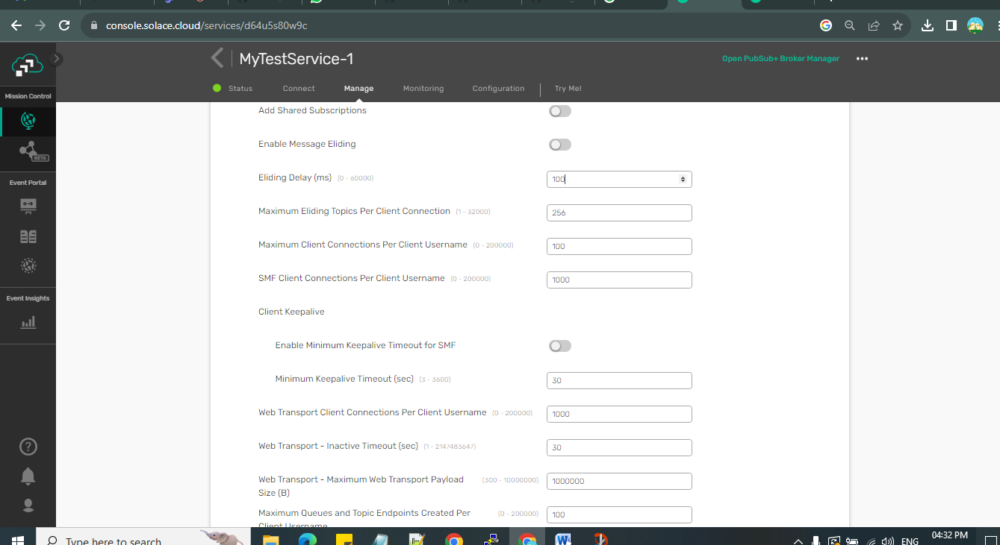 console.solace.cloud/services/d64u5s80w9c
MyTestService-1
Open PubSub+ Broker Manager
Status
Connect
Manage
Monitoring
Configuration
Try Me!
Mission Control
BETA
Event Portal
Event Insights
Add Shared Subscriptions
Enable Message Eliding
Eliding Delay (ms) (0 - 60000)
100
Maximum Eliding Topics Per Client Connection (1 - 32000)
256
Maximum Client Connections Per Client Username (0 - 200000)
100
SMF Client Connections Per Client Username (0 - 200000)
1000
Client Keepalive
Enable Minimum Keepalive Timeout for SMF
Minimum Keepalive Timeout (sec) (3 - 3600)
30
Web Transport Client Connections Per Client Username (0 - 200000)
1000
Web Transport - Inactive Timeout (sec) (1 - 2147483647)
30
Web Transport - Maximum Web Transport Payload (300 - 10000000)
Size (B)
1000000
Maximum Queues and Topic Endpoints Created Per (0 - 200000)
Client Username
100
Type here to search
ENG
04:32 PM